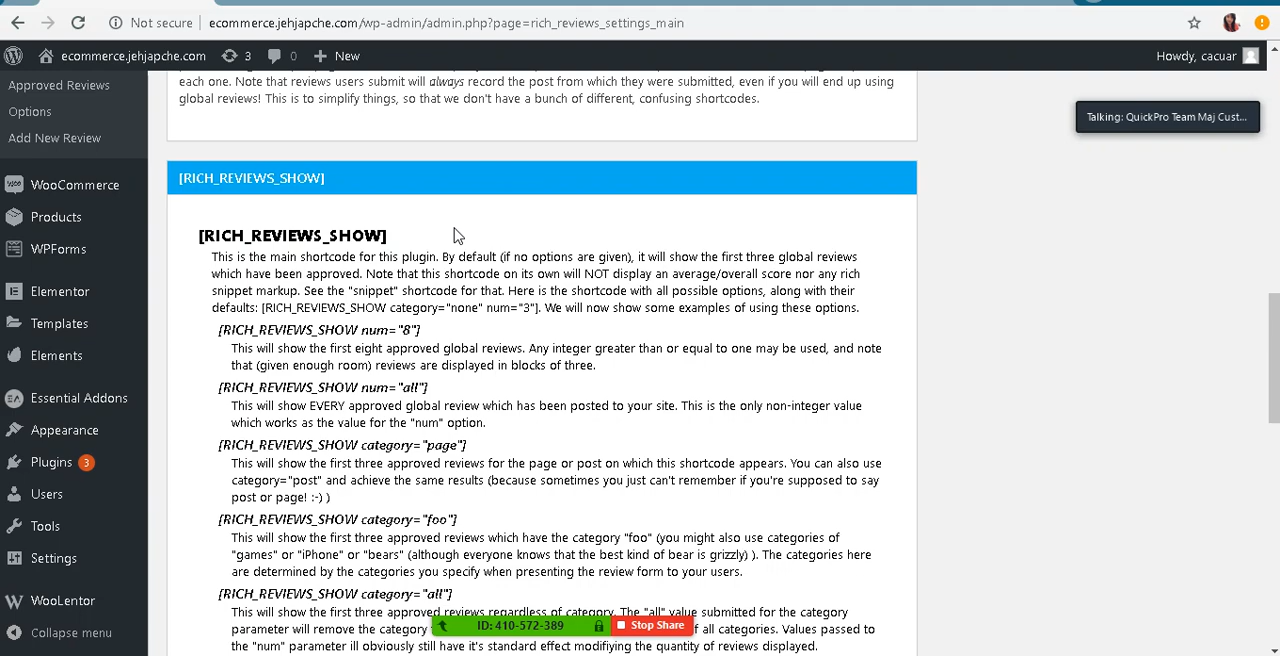 Not secure | ecommerce.jehjapche.com/wp-admin/admin.php?page=rich_reviews_settings_main
ecommerce.jehjapche.com 3 0 New Howdy, cacuar
Approved Reviews
Options
Add New Review
WooCommerce
Products
WPForms
Elementor
Templates
Elements
Essential Addons
Appearance
Plugins 3
Users
Tools
Settings
WooLentor
Collapse menu
each one. Note that reviews users submit will always record the post from which they were submitted, even if you will end up using
global reviews! This is to simplify things, so that we don't have a bunch of different, confusing shortcodes.
Talking: QuickPro Team Maj Cust...
[RICH_REVIEWS_SHOW]
[RICH_REVIEWS_SHOW]
This is the main shortcode for this plugin. By default (if no options are given), it will show the first three global reviews
which have been approved. Note that this shortcode on its own will NOT display an average/overall score nor any rich
snippet markup. See the "snippet" shortcode for that. Here is the shortcode with all possible options, along with their
defaults: [RICH_REVIEWS_SHOW category="none" num="3"]. We will now show some examples of using these options.
[RICH_REVIEWS_SHOW num="8"]
This will show the first eight approved global reviews. Any integer greater than or equal to one may be used, and note
that (given enough room) reviews are displayed in blocks of three.
[RICH_REVIEWS_SHOW num="all"]
This will show EVERY approved global review which has been posted to your site. This is the only non-integer value
which works as the value for the "num" option.
[RICH_REVIEWS_SHOW category="page"]
This will show the first three approved reviews for the page or post on which this shortcode appears. You can also use
category="post" and achieve the same results (because sometimes you just can't remember if you're supposed to say
post or page! :-) )
[RICH_REVIEWS_SHOW category="foo"]
This will show the first three approved reviews which have the category "foo" (you might also use categories of
"games" or "iPhone" or "bears" (although everyone knows that the best kind of bear is grizzly) ). The categories here
are determined by the categories you specify when presenting the review form to your users.
[RICH_REVIEWS_SHOW category="all"]
This will show the first three approved reviews regardless of category. The "all" value submitted for the category
parameter will remove the category of all categories. Values passed to
the "num" parameter ill obviously still have it's standard effect modifiying the quantity of reviews displayed.
ID: 410-572-389 Stop Share